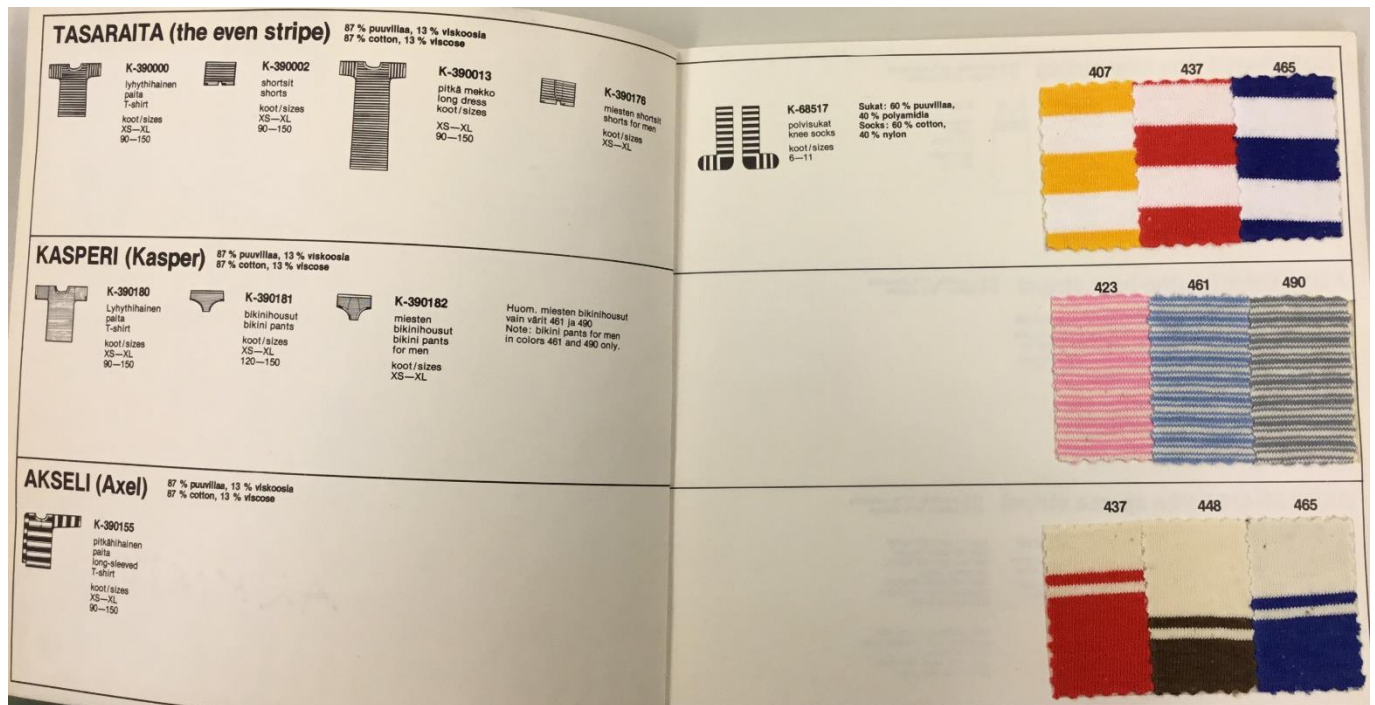 TASARAITA (the even stripe)
87 % puuvillaa, 13 % viskoosia
87 % cotton, 13 % viscose
K-390000
lyhythihainen
paita
T-shirt
koot/sizes
XS—XL
90—150
K-390002
shortsit
shorts
koot/sizes
XS—XL
90—150
K-390013
pitkä mekko
long dress
koot/sizes
XS—XL
90—150
K-390176
miesten shortsit
shorts for men
koot/sizes
XS—XL
K-68517
polvisukat
knee socks
koot/sizes
6—11
Sukat: 60 % puuvillaa,
40 % polyamidia
Socks: 60 % cotton,
40 % nylon
407 437 465
KASPERI (Kasper)
87 % puuvillaa, 13 % viskoosia
87 % cotton, 13 % viscose
K-390180
Lyhythihainen
paita
T-shirt
koot/sizes
XS—XL
90—150
K-390181
bikinihousut
bikini pants
koot/sizes
XS—XL
120—150
K-390182
miesten
bikinihousut
bikini pants
for men
koot/sizes
XS—XL
Huom. miesten bikinihousut
vain värit 461 ja 490
Note: bikini pants for men
in colors 461 and 490 only.
423 461 490
AKSELI (Axel)
87 % puuvillaa, 13 % viskoosia
87 % cotton, 13 % viscose
K-390155
pitkähihainen
paita
long-sleeved
T-shirt
koot/sizes
XS—XL
90—150
437 448 465